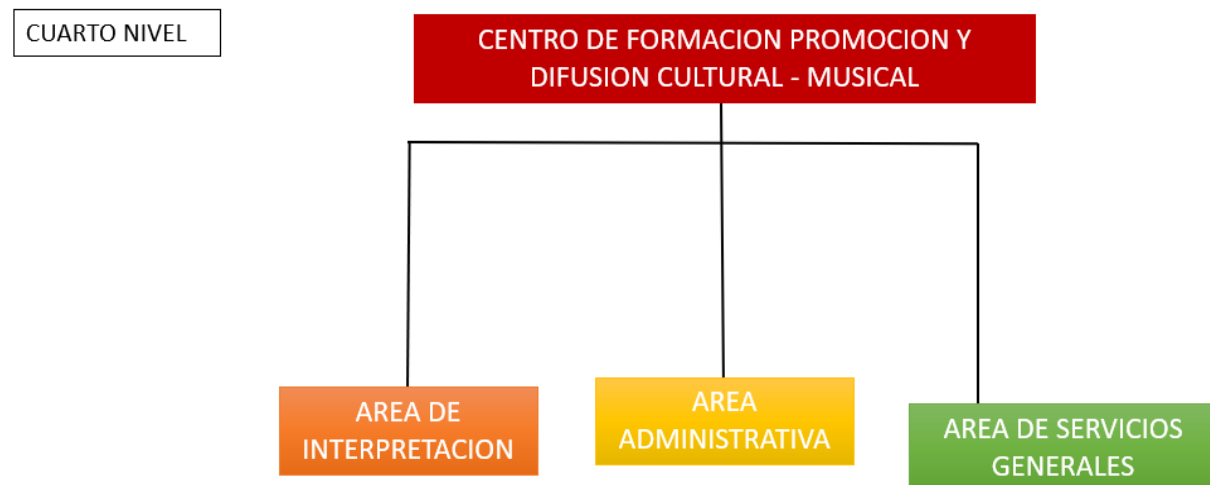 CUARTO NIVEL
CENTRO DE FORMACION PROMOCION Y
DIFUSION CULTURAL - MUSICAL
AREA DE
INTERPRETACION
AREA
ADMINISTRATIVA
AREA DE SERVICIOS
GENERALES